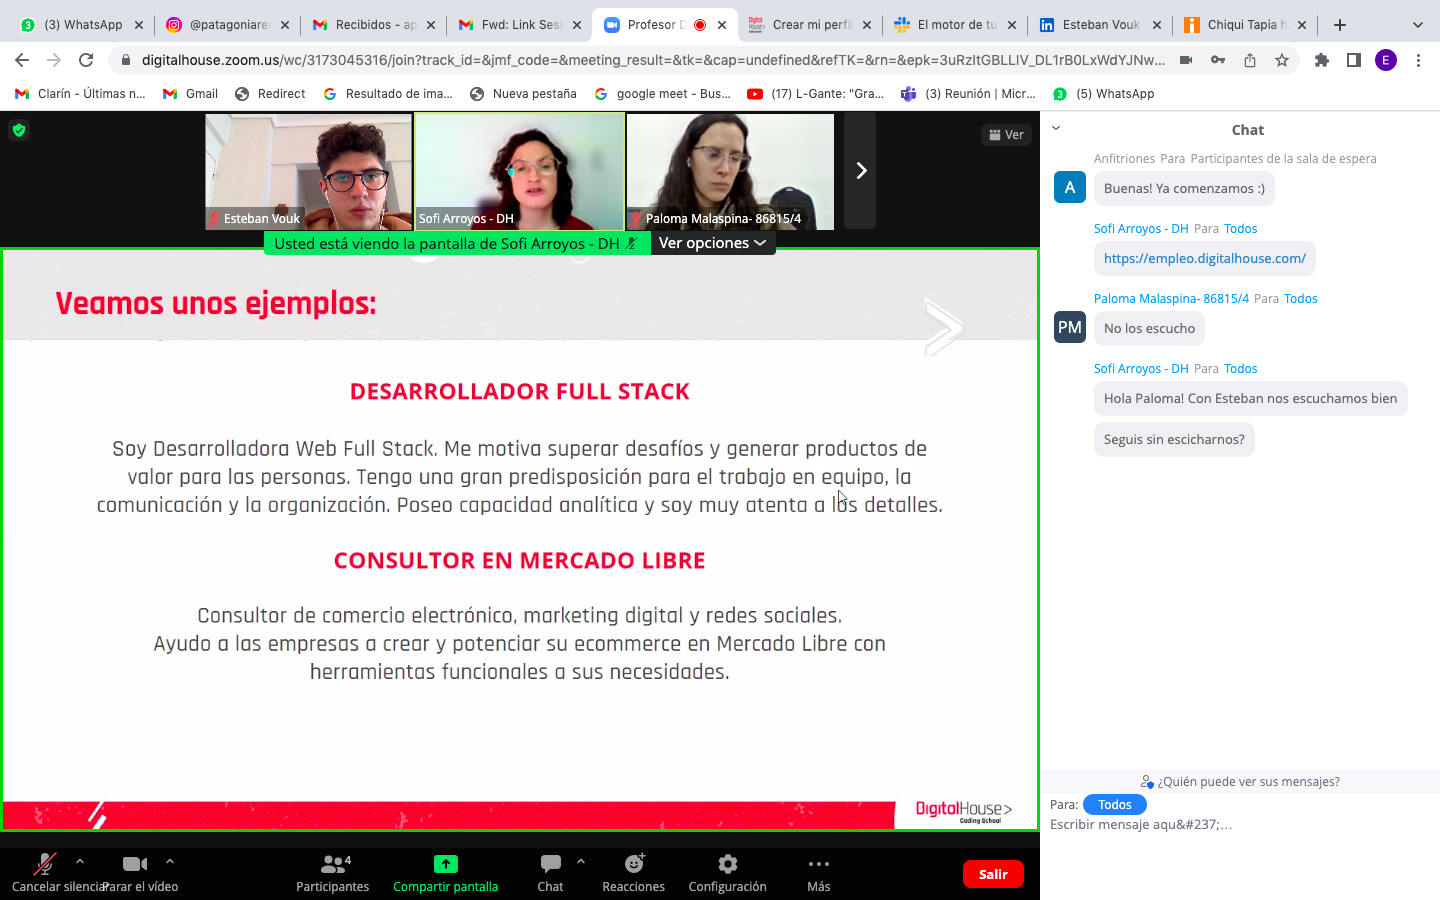 (3) WhatsApp
@patagoniare
Recibidos - ap
Fwd: Link Sesi
Profesor D
Crear mi perfi
El motor de tu
Esteban Vouk
Chiqui Tapia h
digitalhouse.zoom.us/wc/3173045316/join?track_id=&jmf_code=&meeting_result=&tk=&cap=undefined&refTK=&rn=&epk=3uRzItGBLLIV_DL1rB0LxWdYJNw...
E
Clarín - Últimas n...
Gmail
Redirect
Resultado de ima...
Nueva pestaña
google meet - Bus...
(17) L-Gante: "Gra...
(3) Reunión | Micr...
(5) WhatsApp
Ver
Esteban Vouk
Sofi Arroyos - DH
Paloma Malaspina- 86815/4
Usted está viendo la pantalla de Sofi Arroyos - DH
Ver opciones
Veamos unos ejemplos:
DESARROLLADOR FULL STACK
Soy Desarrolladora Web Full Stack. Me motiva superar desafíos y generar productos de
valor para las personas. Tengo una gran predisposición para el trabajo en equipo, la
comunicación y la organización. Poseo capacidad analítica y soy muy atenta a los detalles.
CONSULTOR EN MERCADO LIBRE
Consultor de comercio electrónico, marketing digital y redes sociales.
Ayudo a las empresas a crear y potenciar su ecommerce en Mercado Libre con
herramientas funcionales a sus necesidades.
DigitalHouse>
Coding School
Cancelar silenciar
Parar el vídeo
Participantes
4
Compartir pantalla
Chat
Reacciones
Configuración
Más
Salir
Chat
Anfitriones Para Participantes de la sala de espera
A
Buenas! Ya comenzamos :)
Sofi Arroyos - DH Para Todos
https://empleo.digitalhouse.com/
Paloma Malaspina- 86815/4 Para Todos
PM
No los escucho
Sofi Arroyos - DH Para Todos
Hola Paloma! Con Esteban nos escuchamos bien
Seguis sin escicharnos?
¿Quién puede ver sus mensajes?
Para: Todos
Escribir mensaje aqu&#237;...